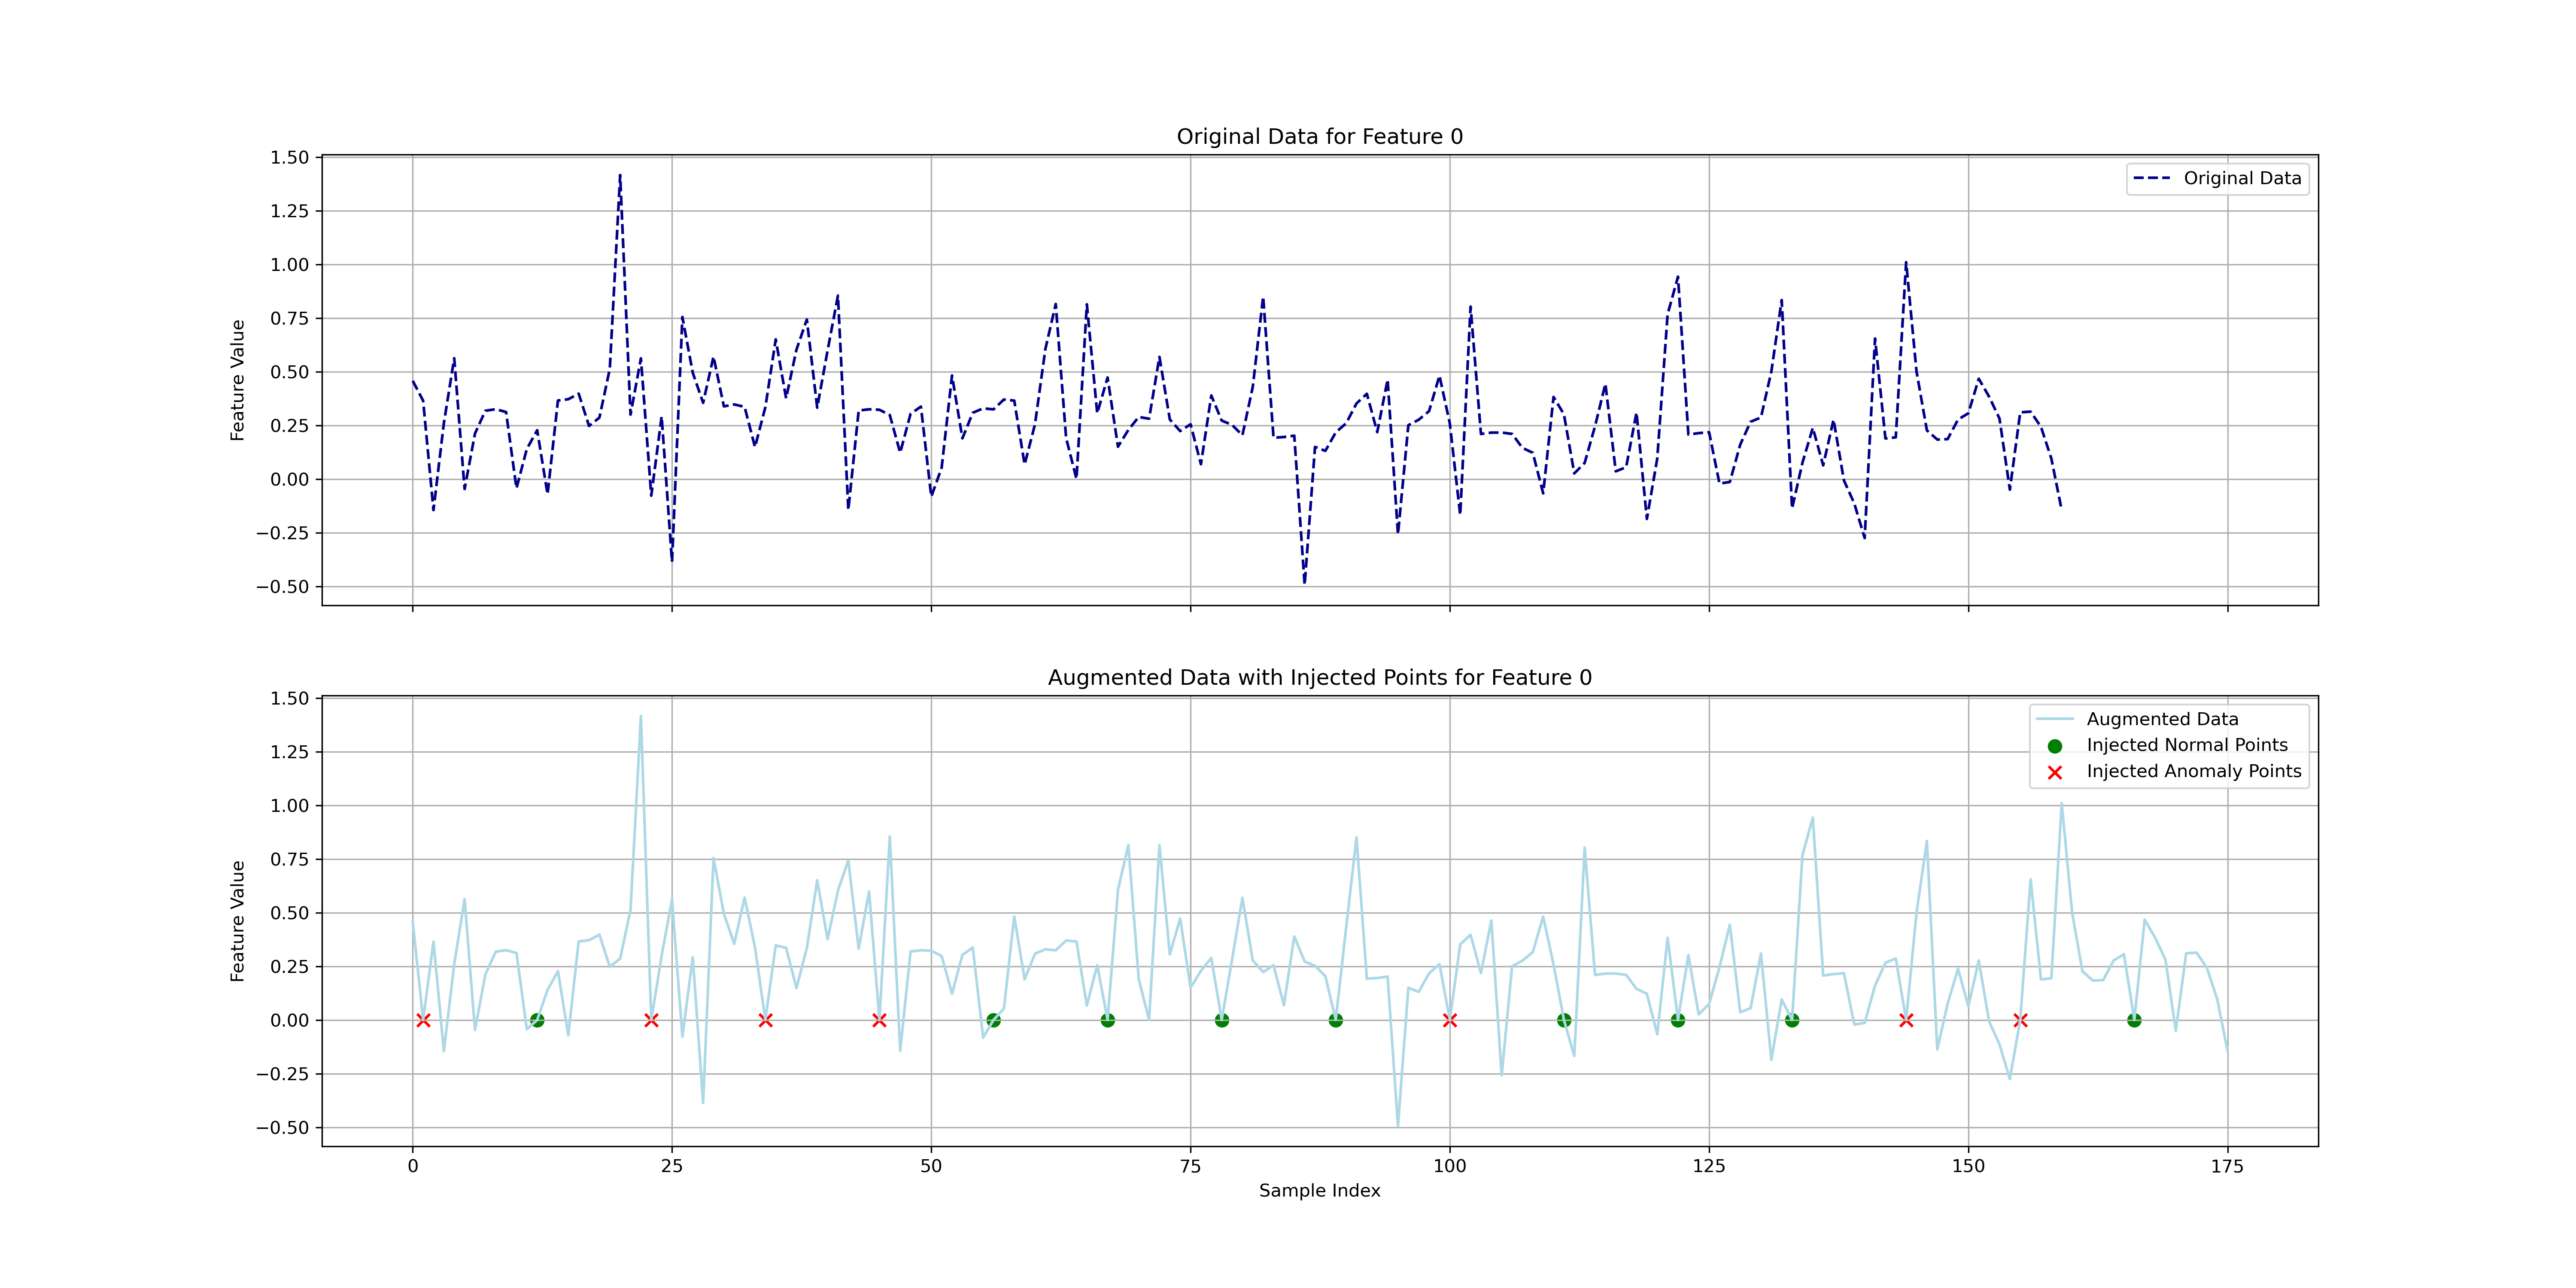 Original Data for Feature 0
1.50
1.25
1.00
0.75
0.50
0.25
0.00
−0.25
−0.50
Feature Value
Original Data
Augmented Data with Injected Points for Feature 0
1.50
1.25
1.00
0.75
0.50
0.25
0.00
−0.25
−0.50
Feature Value
Augmented Data
Injected Normal Points
Injected Anomaly Points
0 25 50 75 100 125 150 175
Sample Index